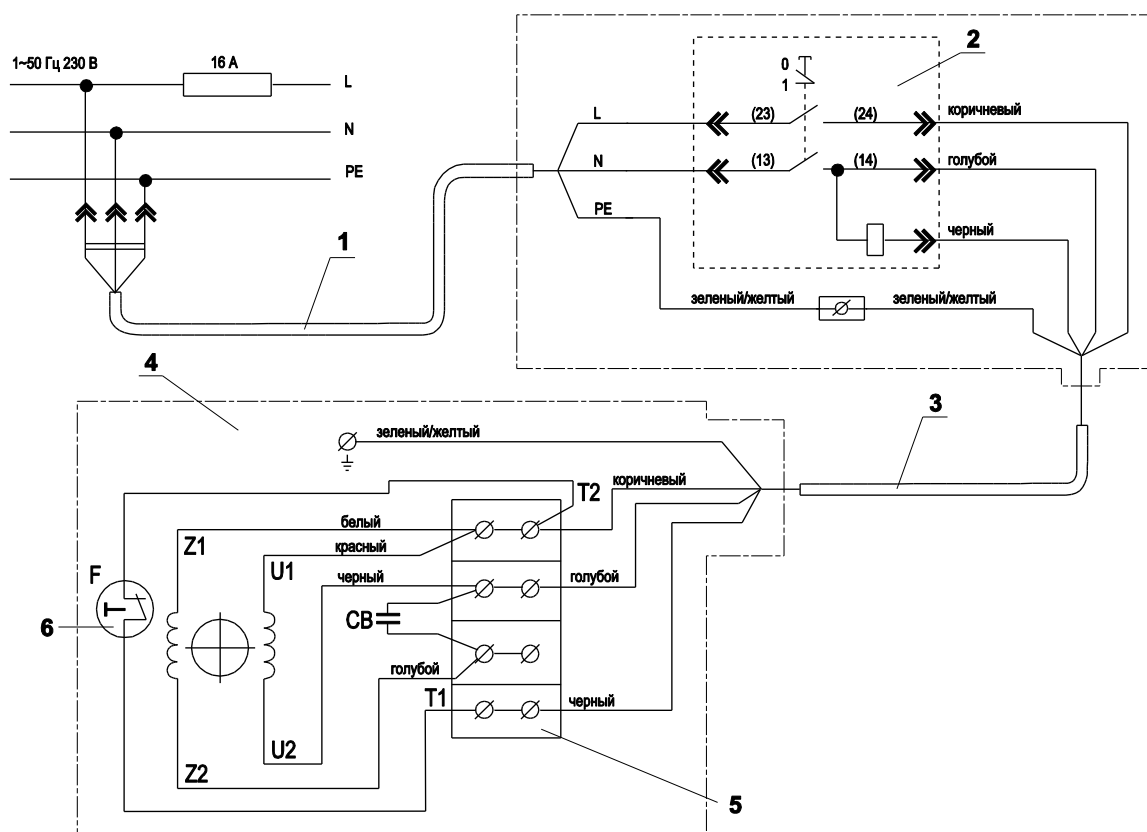 1~50 Гц 230 В
16 А
L
N
PE
1
2
0
1
L
(23)
(24)
коричневый
N
(13)
(14)
голубой
PE
черный
зеленый/желтый
зеленый/желтый
3
4
зеленый/желтый
коричневый
T2
белый
Z1
красный
U1
F
черный
голубой
CB
6
голубой
T1
черный
U2
Z2
5